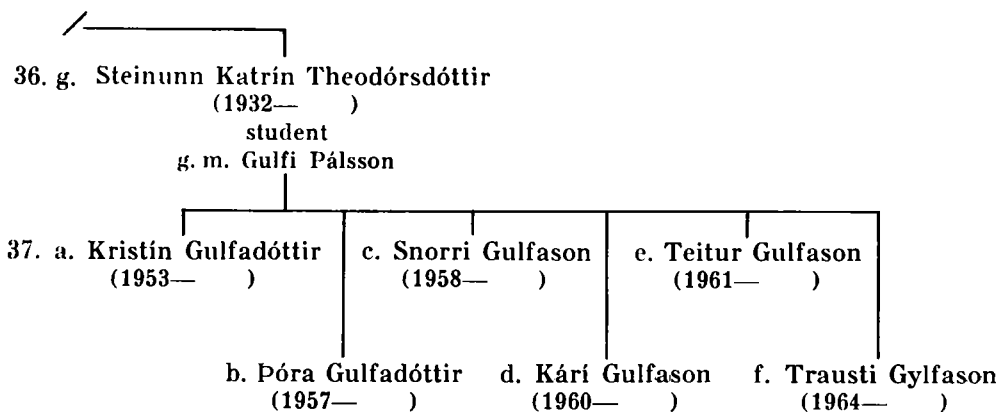 36. g. Steinunn Katrín Theodórsdóttir
(1932— )
student
g. m. Gulfi Pálsson
37. a. Kristín Gulfadóttir c. Snorri Gulfason e. Teitur Gulfason
(1953— ) (1958— ) (1961— )
b. Þóra Gulfadóttir d. Kárí Gulfason f. Trausti Gylfason
(1957— ) (1960— ) (1964— )